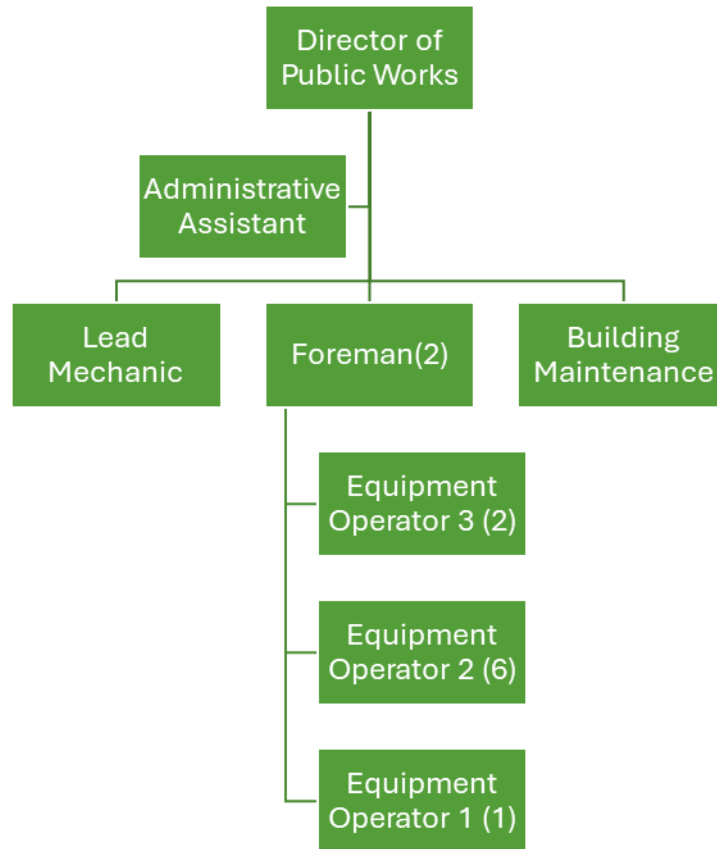 Director of
Public Works
Administrative
Assistant
Lead
Mechanic
Foreman(2)
Building
Maintenance
Equipment
Operator 3 (2)
Equipment
Operator 2 (6)
Equipment
Operator 1 (1)